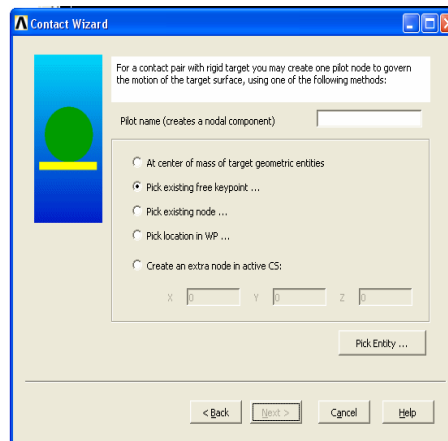 Contact Wizard
For a contact pair with rigid target you may create one pilot node to govern
the motion of the target surface, using one of the following methods:
Pilot name (creates a nodal component)
At center of mass of target geometric entities
Pick existing free keypoint ...
Pick existing node ...
Pick location in WP ...
Create an extra node in active CS:
X 0 Y 0 Z 0
Pick Entity ...
< Back Next > Cancel Help